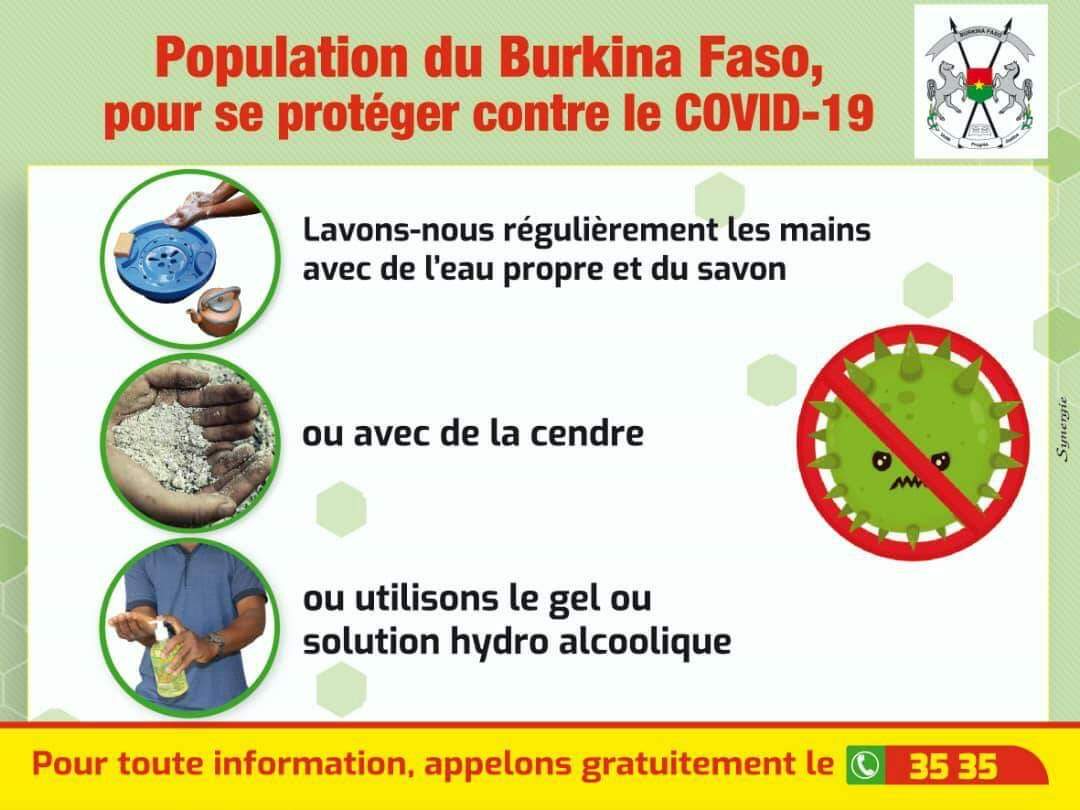 Population du Burkina Faso,
pour se protéger contre le COVID-19
BURKINA FASO
Unité
Progrès
Justice
Lavons-nous régulièrement les mains
avec de l'eau propre et du savon
ou avec de la cendre
ou utilisons le gel ou
solution hydro alcoolique
Synergie
Pour toute information, appelons gratuitement le 35 35